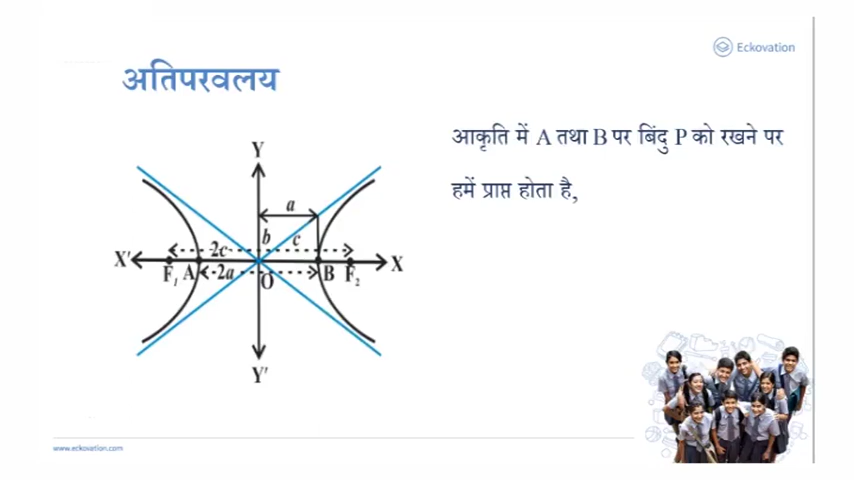 Eckovation
अतिपरवलय
आकृति में A तथा B पर बिंदु P को रखने पर
हमें प्राप्त होता है,
Y
a
b
c
2c
X'
X
F₁
A
-2a
O
B
F₂
Y'
www.eckovation.com